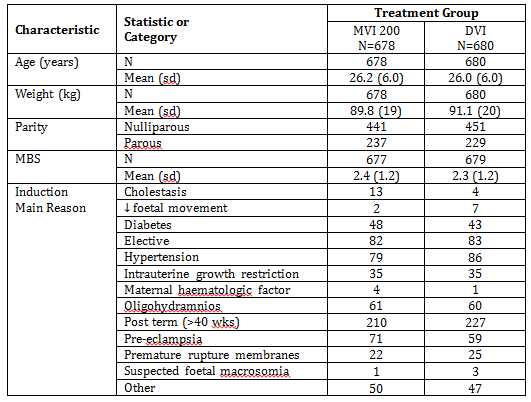 Characteristic Statistic or Category Treatment Group
MVI 200 N=678 DVI N=680
Age (years) N 678 680
Mean (sd) 26.2 (6.0) 26.0 (6.0)
Weight (kg) N 678 680
Mean (sd) 89.8 (19) 91.1 (20)
Parity Nulliparous 441 451
Parous 237 229
MBS N 677 679
Mean (sd) 2.4 (1.2) 2.3 (1.2)
Induction Main Reason Cholestasis 13 4
↓ foetal movement 2 7
Diabetes 48 43
Elective 82 83
Hypertension 79 86
Intrauterine growth restriction 35 35
Maternal haematologic factor 4 1
Oligohydramnios 61 60
Post term (>40 wks) 210 227
Pre-eclampsia 71 59
Premature rupture membranes 22 25
Suspected foetal macrosomia 1 3
Other 50 47